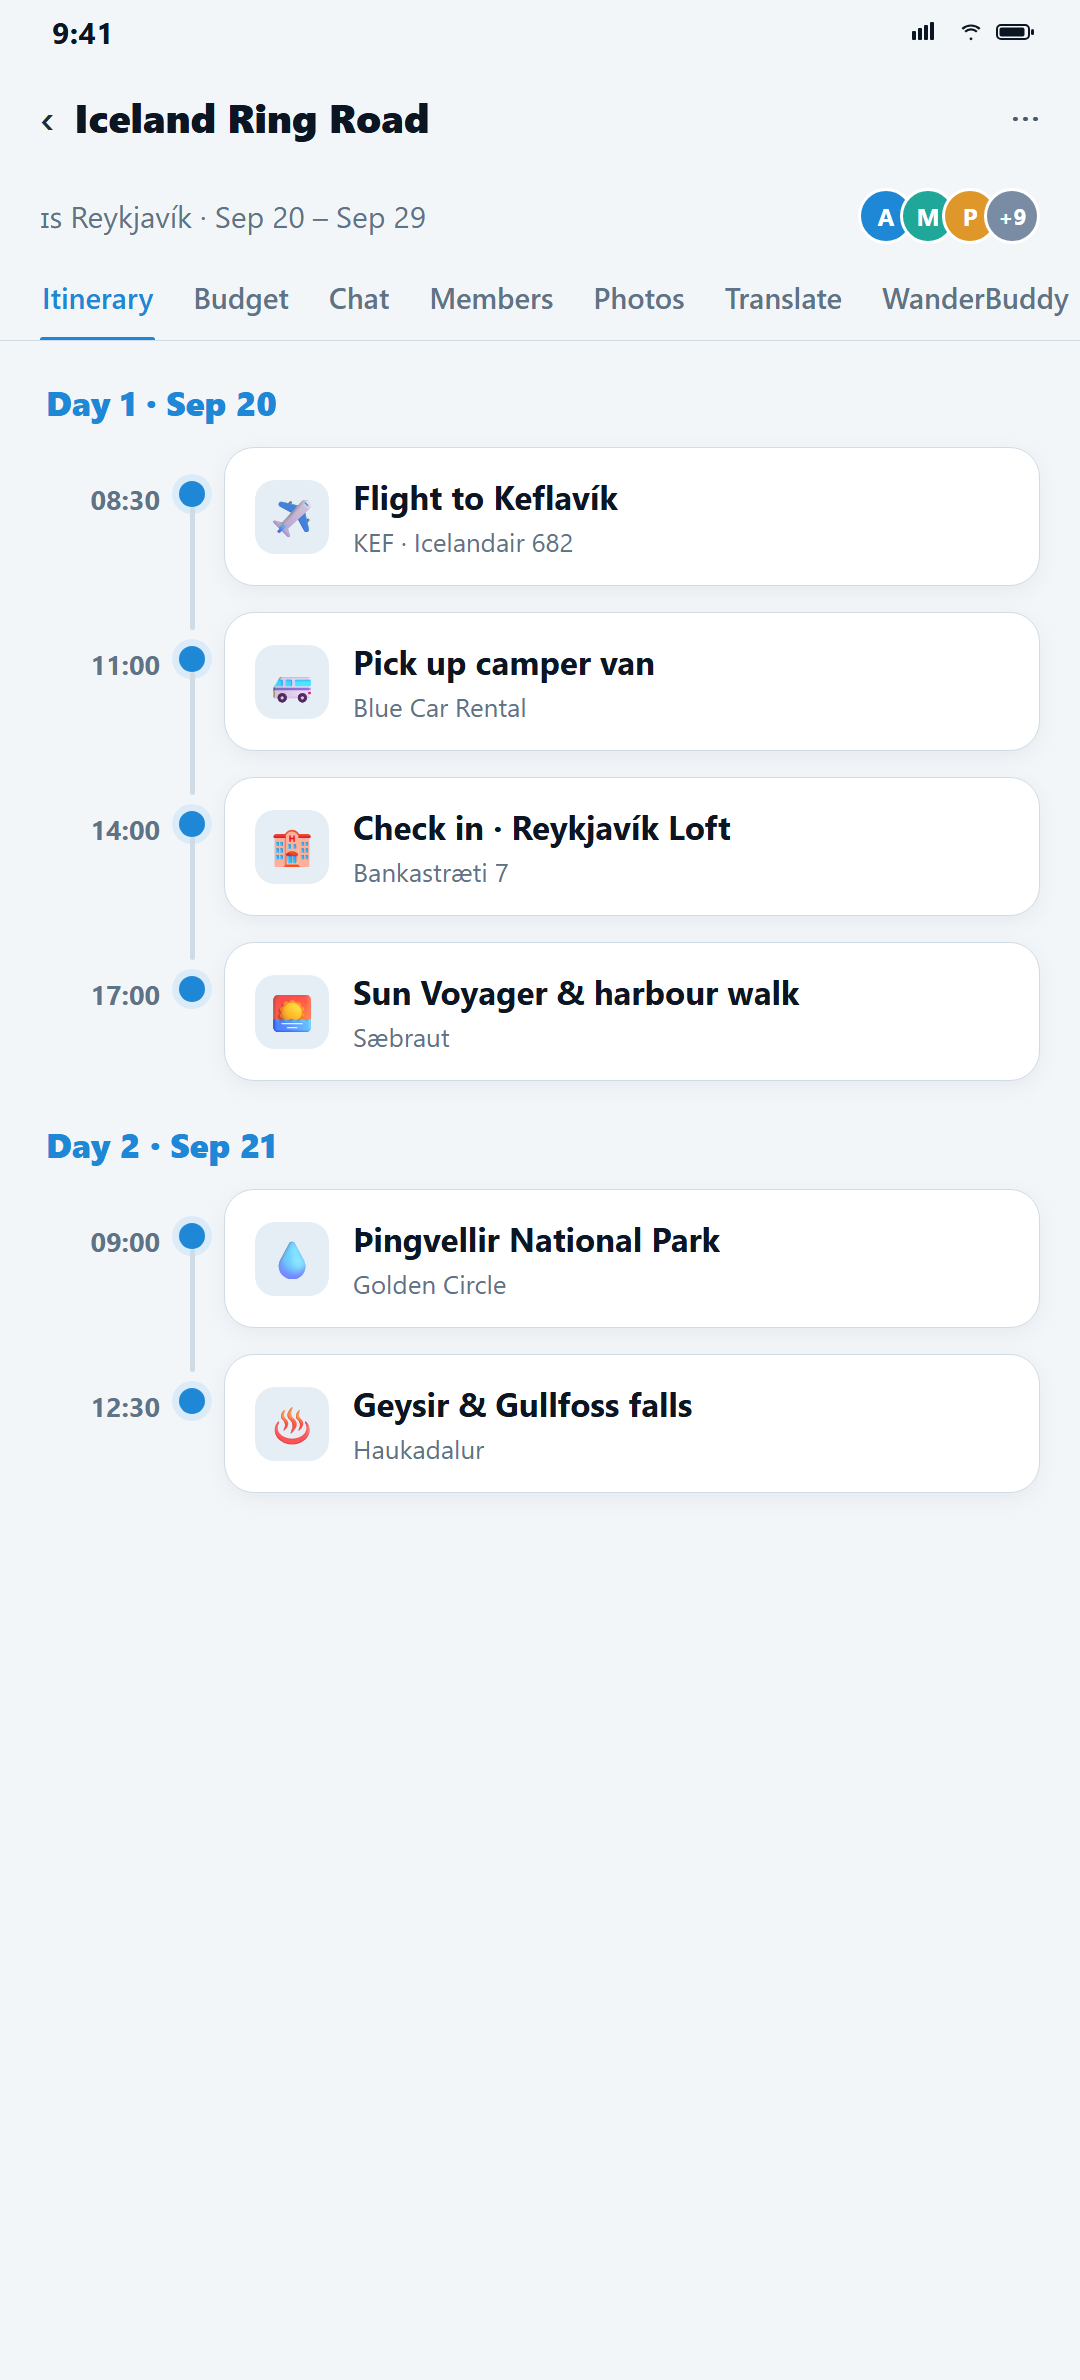 9:41
‹ Iceland Ring Road ...
IS Reykjavík · Sep 20 – Sep 29 A M P +9
Itinerary Budget Chat Members Photos Translate WanderBuddy
Day 1 · Sep 20
08:30 Flight to Keflavík
KEF · Icelandair 682
11:00 Pick up camper van
Blue Car Rental
14:00 Check in · Reykjavík Loft
Bankastræti 7
17:00 Sun Voyager & harbour walk
Sæbraut
Day 2 · Sep 21
09:00 Þingvellir National Park
Golden Circle
12:30 Geysir & Gullfoss falls
Haukadalur